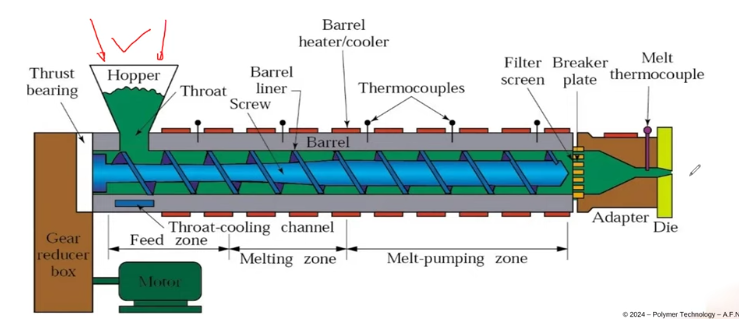 Barrel
heater/cooler
Thrust
bearing
Hopper
Throat
Barrel
liner
Screw
Thermocouples
Filter
screen
Breaker
plate
Melt
thermocouple
Barrel
Throat-cooling channel
Feed zone
Melting zone
Melt-pumping zone
Adapter
Die
Gear
reducer
box
Motor
© 2024 – Polymer Technology – A.F.N